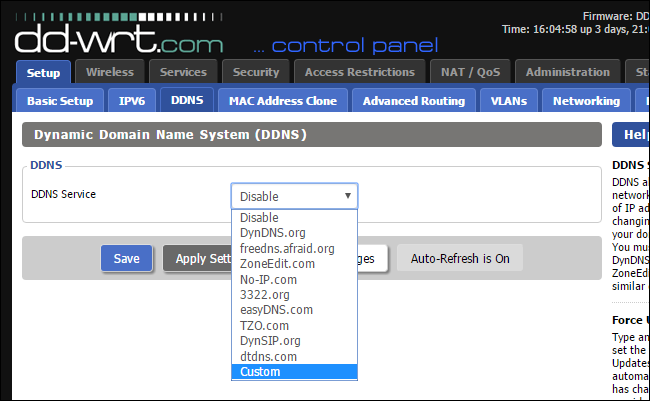 Firmware: DD
dd-wrt.com ... control panel
Time: 16:04:58 up 3 days, 21:
Setup Wireless Services Security Access Restrictions NAT / QoS Administration
Basic Setup IPV6 DDNS MAC Address Clone Advanced Routing VLANs Networking
Dynamic Domain Name System (DDNS)
Help
DDNS
DDNS Service Disable
Disable
DynDNS.org
freedns.afraid.org
ZoneEdit.com
No-IP.com
3322.org
easyDNS.com
TZO.com
DynSIP.org
dtdns.com
Custom
Save Apply Sett ges Auto-Refresh is On
DDNS S
DDNS a
network
of IP ad
changin
your do
You mus
DynDNS
ZoneEdi
similar
Force U
Type an
set the
Updates
automa
has cha